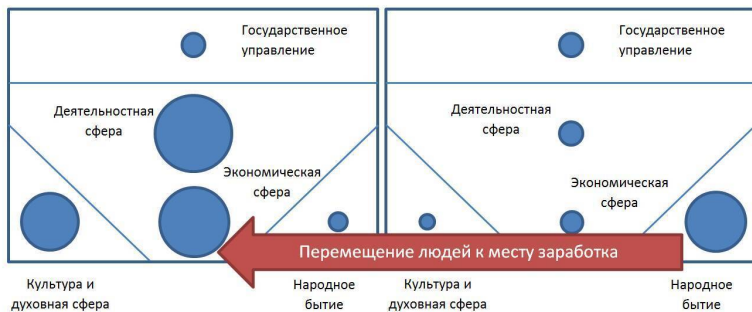 Государственное
управление
Деятельностная
сфера
Экономическая
сфера
Культура и
духовная сфера
Народное
бытие
Государственное
управление
Деятельностная
сфера
Экономическая
сфера
Перемещение людей к месту заработка
Культура и
духовная сфера
Народное
бытие